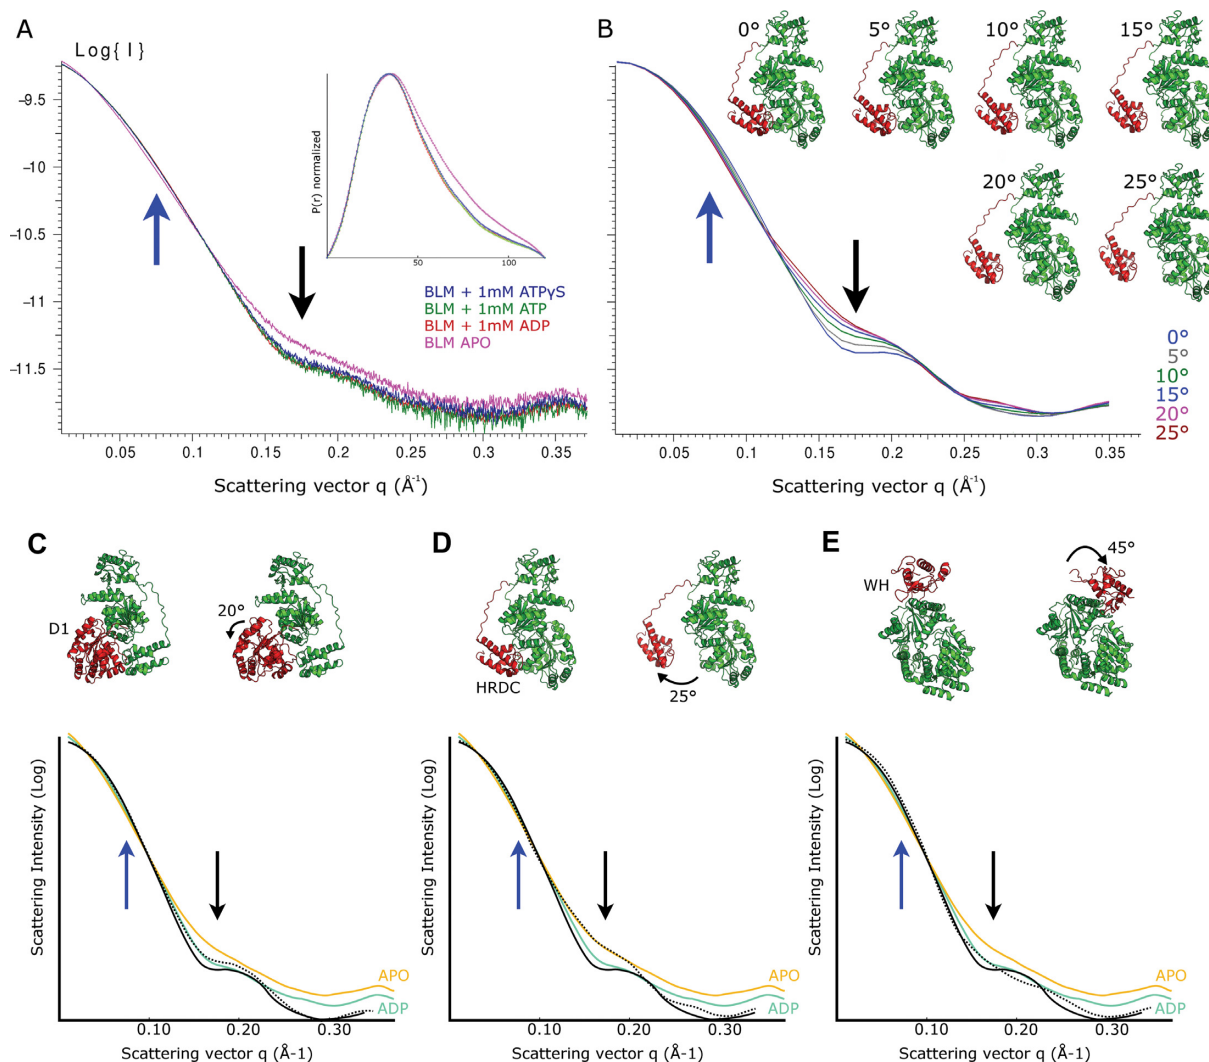 A
Log{ I }
−9.5
−10
−10.5
−11
−11.5
0.05
0.1
0.15
0.2
0.25
0.3
0.35
Scattering vector q (Å⁻¹)
P(r) normalized
50
100
BLM + 1mM ATPγS
BLM + 1mM ATP
BLM + 1mM ADP
BLM APO
B
0°
5°
10°
15°
20°
25°
0°
5°
10°
15°
20°
25°
0.05
0.1
0.15
0.2
0.25
0.3
0.35
Scattering vector q (Å⁻¹)
C
D1
20°
Scattering Intensity (Log)
APO
ADP
0.10
0.20
0.30
Scattering vector q (Å-1)
D
HRDC
25°
Scattering Intensity (Log)
APO
ADP
0.10
0.20
0.30
Scattering vector q (Å-1)
E
WH
45°
Scattering Intensity (Log)
APO
ADP
0.10
0.20
0.30
Scattering vector q (Å-1)